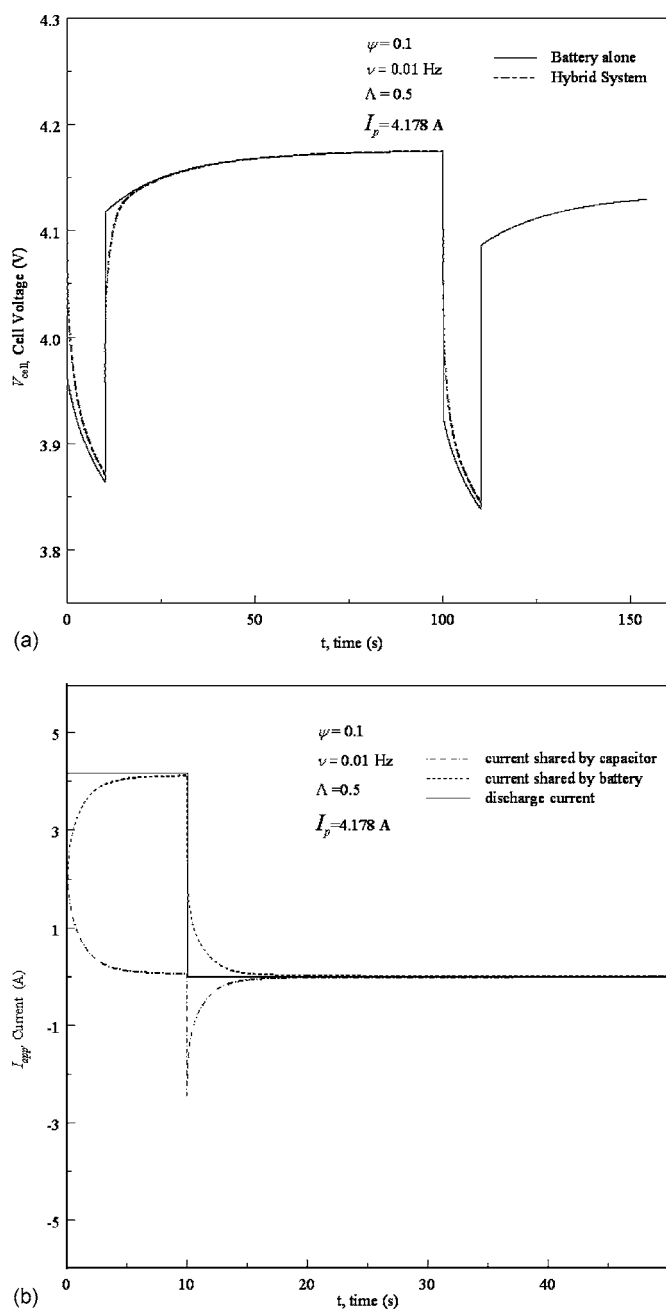 4.3
4.2
4.1
4.0
3.9
3.8
V_cell, Cell Voltage (V)
ψ = 0.1
ν = 0.01 Hz
Λ = 0.5
I_p=4.178 A
Battery alone
Hybrid System
0
50
100
150
t, time (s)
(a)
5
3
1
-1
-3
-5
I_app, Current (A)
ψ = 0.1
ν = 0.01 Hz
Λ =0.5
I_p=4.178 A
current shared by capacitor
current shared by battery
discharge current
0
10
20
30
40
t, time (s)
(b)